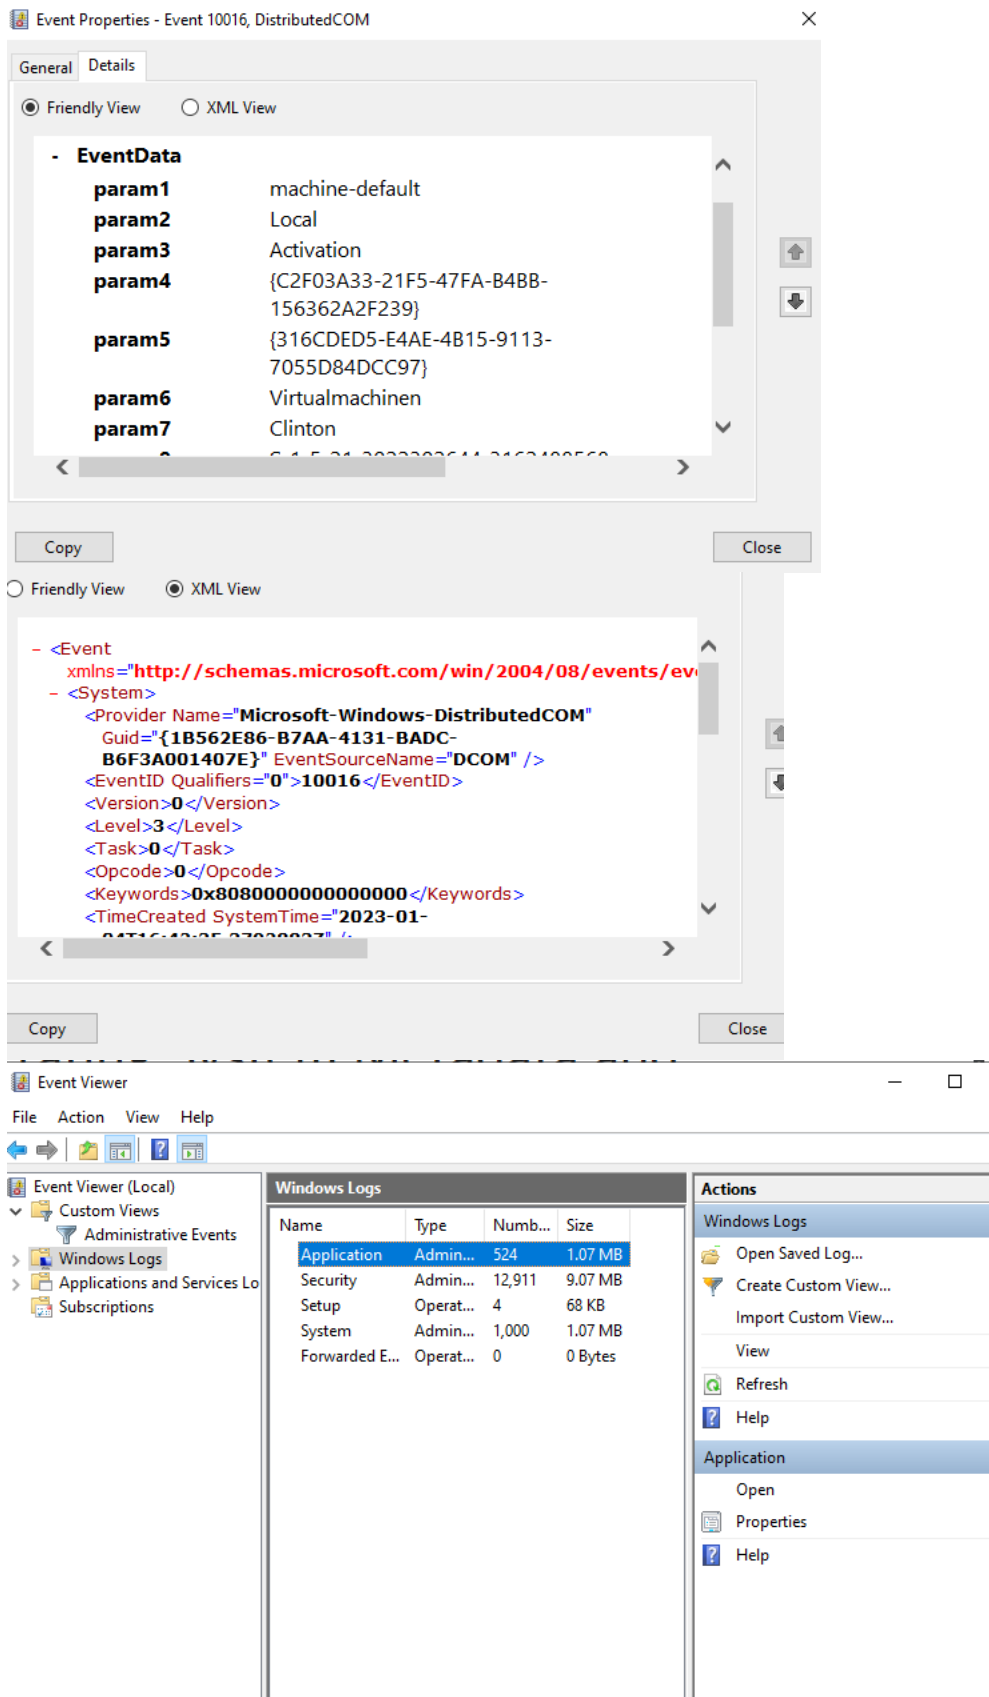 Event Properties - Event 10016, DistributedCOM
General Details
Friendly View XML View
- EventData
param1 machine-default
param2 Local
param3 Activation
param4 {C2F03A33-21F5-47FA-B4BB-
156362A2F239}
param5 {316CDED5-E4AE-4B15-9113-
7055D84DCC97}
param6 Virtualmachinen
param7 Clinton
Copy Close
Friendly View XML View
- <Event
xmlns="http://schemas.microsoft.com/win/2004/08/events/ev
- <System>
<Provider Name="Microsoft-Windows-DistributedCOM"
Guid="{1B562E86-B7AA-4131-BADC-
B6F3A001407E}" EventSourceName="DCOM" />
<EventID Qualifiers="0">10016</EventID>
<Version>0</Version>
<Level>3</Level>
<Task>0</Task>
<Opcode>0</Opcode>
<Keywords>0x8080000000000000</Keywords>
<TimeCreated SystemTime="2023-01-
Copy Close
Event Viewer
File Action View Help
Event Viewer (Local)
Custom Views
Administrative Events
Windows Logs
Applications and Services Lo
Subscriptions
Windows Logs
Name Type Numb... Size
Application Admin... 524 1.07 MB
Security Admin... 12,911 9.07 MB
Setup Operat... 4 68 KB
System Admin... 1,000 1.07 MB
Forwarded E... Operat... 0 0 Bytes
Actions
Windows Logs
Open Saved Log...
Create Custom View...
Import Custom View...
View
Refresh
Help
Application
Open
Properties
Help